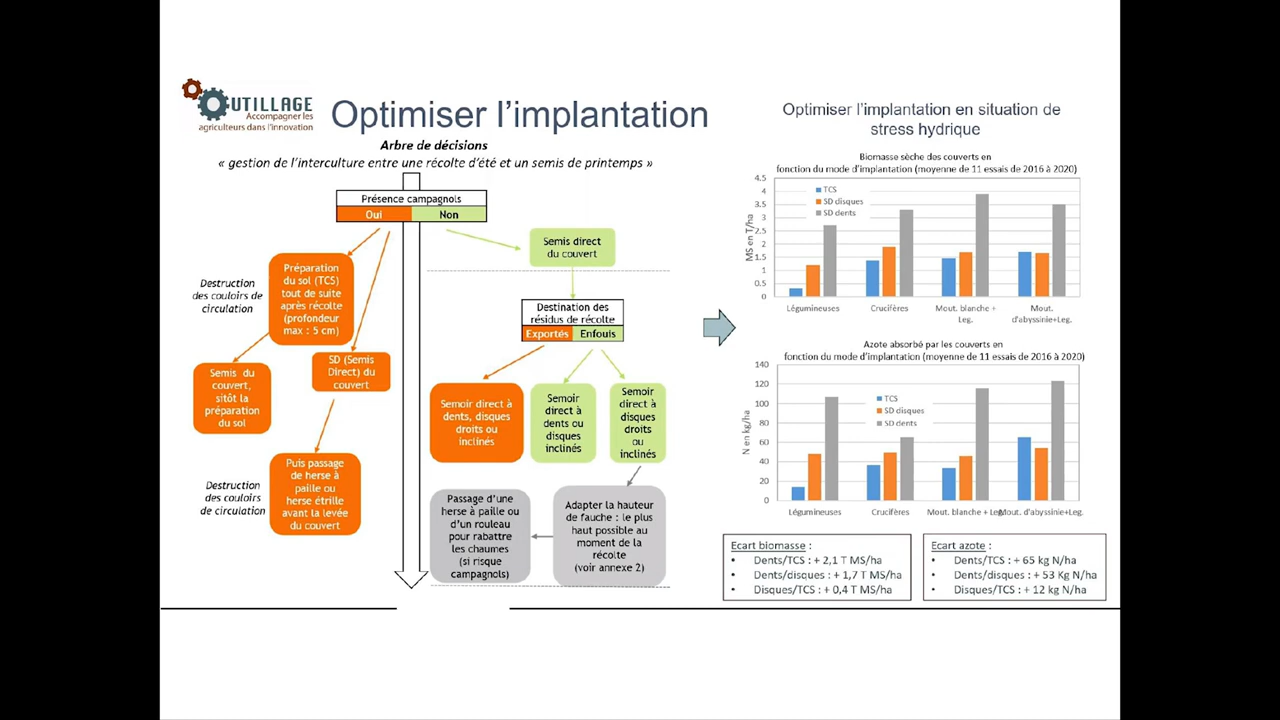 UTILLAGE
Accompagner les
agriculteurs dans l'innovation
Optimiser l'implantation
Arbre de décisions
« gestion de l'interculture entre une récolte d'été et un semis de printemps »
Présence campagnols
Oui
Non
Semis direct
du couvert
Destruction
des couloirs de
circulation
Préparation
du sol (TCS)
tout de suite
après récolte
(profondeur
max : 5 cm)
Destination des
résidus de récolte
Exportés
Enfouis
SD (Semis
Direct) du
couvert
Semis du
couvert,
sitôt la
préparation
du sol
Semoir direct à
dents, disques
droits ou
inclinés
Semoir
direct à
dents ou
disques
inclinés
Semoir
direct à
disques
droits
ou
inclinés
Destruction
des couloirs
de circulation
Puis passage
de herse à
paille ou
herse étrille
avant la levée
du couvert
Passage d'une
herse à paille ou
d'un rouleau
pour rabattre
les chaumes
(si risque
campagnols)
Adapter la hauteur
de fauche : le plus
haut possible au
moment de la
récolte
(voir annexe 2)
Optimiser l'implantation en situation de
stress hydrique
Biomasse sèche des couverts en
fonction du mode d'implantation (moyenne de 11 essais de 2016 à 2020)
MS en T/ha
4.5
4
3.5
3
2.5
2
1.5
1
0.5
0
TCS
SD disques
SD dents
Légumineuses
Crucifères
Mout. blanche +
Leg.
Mout.
d'abyssinie+Leg.
Azote absorbé par les couverts en
fonction du mode d'implantation (moyenne de 11 essais de 2016 à 2020)
N en kg/ha
140
120
100
80
60
40
20
0
TCS
SD disques
SD dents
Légumineuses
Crucifères
Mout. blanche + Leg.
Mout. d'abyssinie+Leg.
Ecart biomasse :
• Dents/TCS : + 2,1 T MS/ha
• Dents/disques : + 1,7 T MS/ha
• Disques/TCS : + 0,4 T MS/ha
Ecart azote :
• Dents/TCS : + 65 kg N/ha
• Dents/disques : + 53 Kg N/ha
• Disques/TCS : + 12 kg N/ha